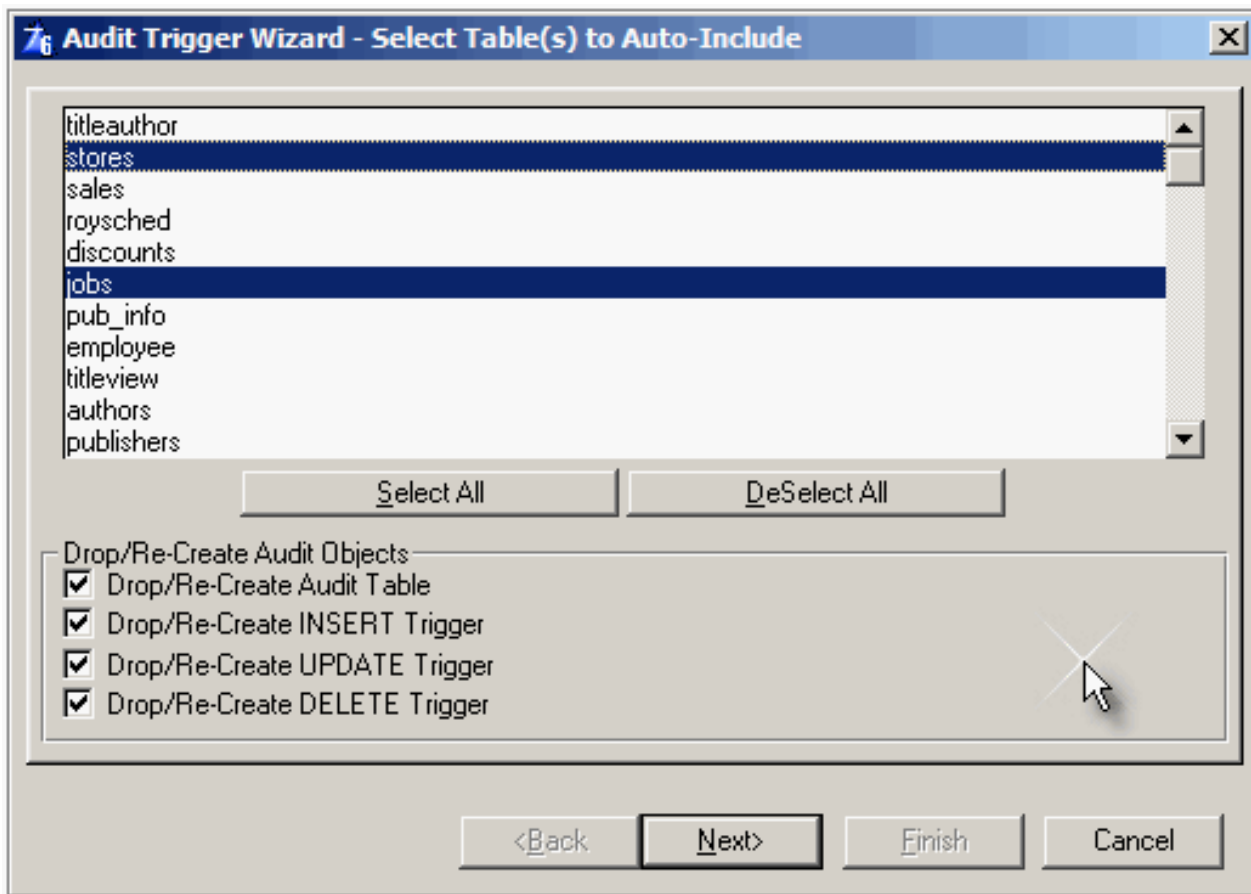 Audit Trigger Wizard - Select Table(s) to Auto-Include
titleauthor
stores
sales
roysched
discounts
jobs
pub_info
employee
titleview
authors
publishers
Select All DeSelect All
Drop/Re-Create Audit Objects
Drop/Re-Create Audit Table
Drop/Re-Create INSERT Trigger
Drop/Re-Create UPDATE Trigger
Drop/Re-Create DELETE Trigger
<Back Next> Finish Cancel